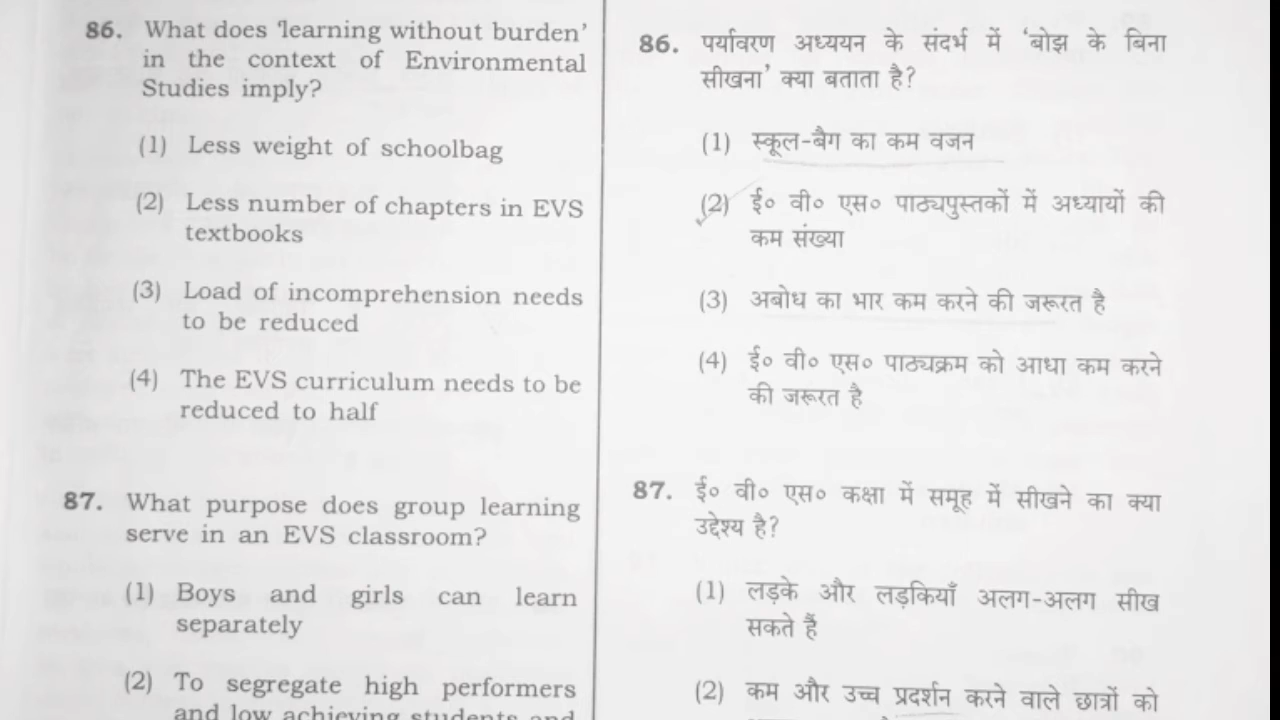 86. What does 'learning without burden'
in the context of Environmental
Studies imply?
(1) Less weight of schoolbag
(2) Less number of chapters in EVS
textbooks
(3) Load of incomprehension needs
to be reduced
(4) The EVS curriculum needs to be
reduced to half
87. What purpose does group learning
serve in an EVS classroom?
(1) Boys and girls can learn
separately
(2) To segregate high performers
and low achieving students and
86. पर्यावरण अध्ययन के संदर्भ में 'बोझ के बिना
सीखना' क्या बताता है?
(1) स्कूल-बैग का कम वजन
(2) ई० वी० एस० पाठ्यपुस्तकों में अध्यायों की
कम संख्या
(3) अबोध का भार कम करने की जरूरत है
(4) ई० वी० एस० पाठ्यक्रम को आधा कम करने
की जरूरत है
87. ई० वी० एस० कक्षा में समूह में सीखने का क्या
उद्देश्य है?
(1) लड़के और लड़कियाँ अलग-अलग सीख
सकते हैं
(2) कम और उच्च प्रदर्शन करने वाले छात्रों को